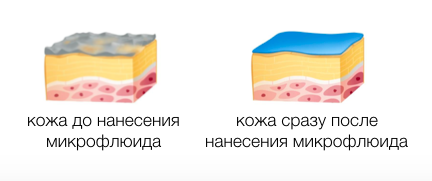 кожа до нанесения
микрофлюида
кожа сразу после
нанесения микрофлюида